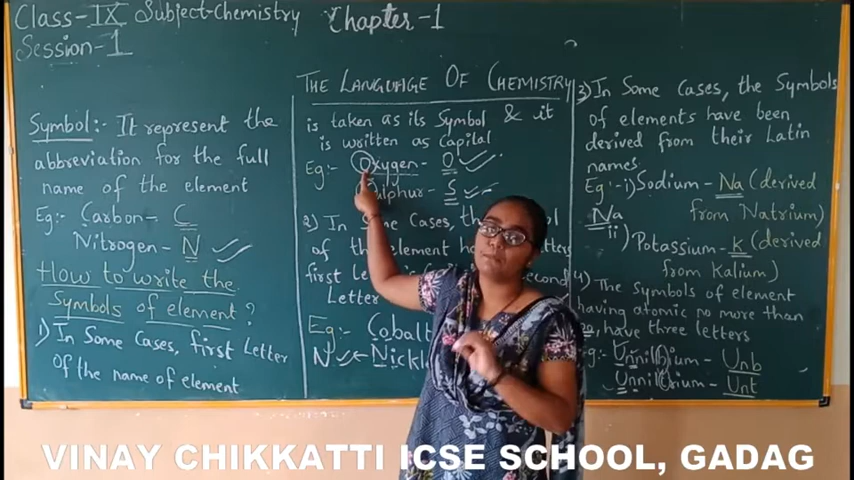 Class-IX Subject-Chemistry Chapter-1
Session-1
THE LANGUAGE OF CHEMISTRY
Symbol:- It represent the
abbreviation for the full
name of the element
Eg:- Carbon- C
Nitrogen- N
How to write the
Symbols of element?
1) In Some Cases, first Letter
of the name of element
is taken as its Symbol & it
is written as Capital
Eg:- Oxygen- O
Sulphur- S
2) In Some Cases, the
of the element
first
Letter
Eg:- Cobalt
N Nickl
3) In Some Cases, the Symbols
of elements have been
derived from their Latin
names
Eg:- i) Sodium - Na (derived
Na from Natrium)
ii) Potassium - K (derived
from Kalium)
4) The Symbols of element
having atomic no more than
have three letters
Unnilbium - Unb
Unniltrium - Unt
VINAY CHIKKATTI ICSE SCHOOL, GADAG